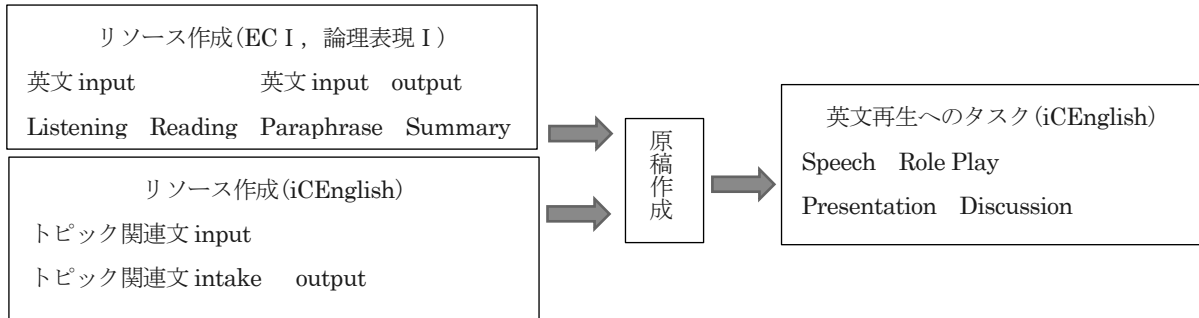 リソース作成(EC I，論理表現 I)
英文 input　英文 input　output
Listening　Reading　Paraphrase　Summary
リソース作成(iCEnglish)
トピック関連文 input
トピック関連文 intake　output
原稿作成
英文再生へのタスク(iCEnglish)
Speech　Role Play
Presentation　Discussion